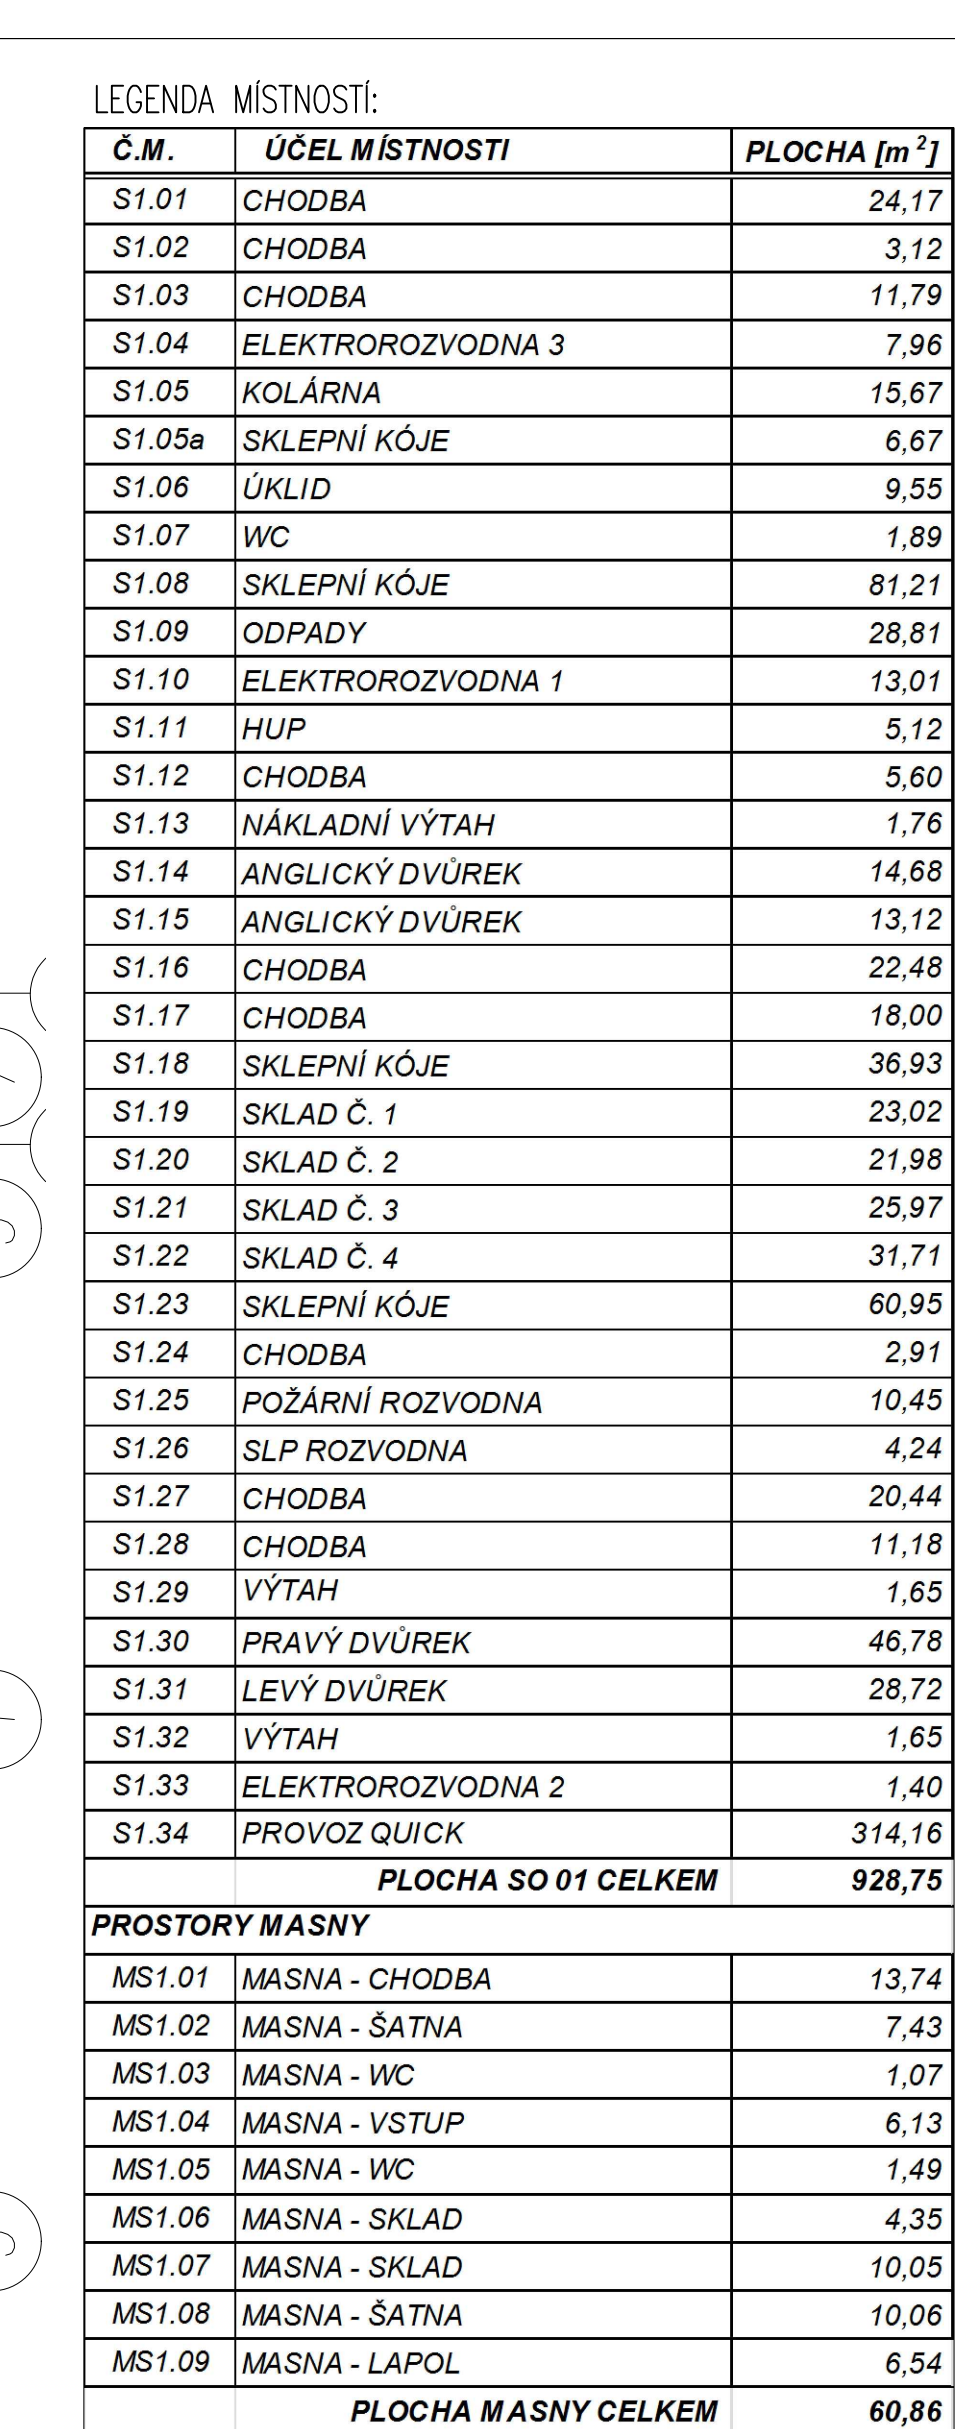 LEGENDA MÍSTNOSTÍ:
Č.M. ÚČEL MÍSTNOSTI PLOCHA [m²]
S1.01 CHODBA 24,17
S1.02 CHODBA 3,12
S1.03 CHODBA 11,79
S1.04 ELEKTROROZVODNA 3 7,96
S1.05 KOLÁRNA 15,67
S1.05a SKLEPNÍ KÓJE 6,67
S1.06 ÚKLID 9,55
S1.07 WC 1,89
S1.08 SKLEPNÍ KÓJE 81,21
S1.09 ODPADY 28,81
S1.10 ELEKTROROZVODNA 1 13,01
S1.11 HUP 5,12
S1.12 CHODBA 5,60
S1.13 NÁKLADNÍ VÝTAH 1,76
S1.14 ANGLICKÝ DVŮREK 14,68
S1.15 ANGLICKÝ DVŮREK 13,12
S1.16 CHODBA 22,48
S1.17 CHODBA 18,00
S1.18 SKLEPNÍ KÓJE 36,93
S1.19 SKLAD Č. 1 23,02
S1.20 SKLAD Č. 2 21,98
S1.21 SKLAD Č. 3 25,97
S1.22 SKLAD Č. 4 31,71
S1.23 SKLEPNÍ KÓJE 60,95
S1.24 CHODBA 2,91
S1.25 POŽÁRNÍ ROZVODNA 10,45
S1.26 SLP ROZVODNA 4,24
S1.27 CHODBA 20,44
S1.28 CHODBA 11,18
S1.29 VÝTAH 1,65
S1.30 PRAVÝ DVŮREK 46,78
S1.31 LEVÝ DVŮREK 28,72
S1.32 VÝTAH 1,65
S1.33 ELEKTROROZVODNA 2 1,40
S1.34 PROVOZ QUICK 314,16
PLOCHA SO 01 CELKEM 928,75
PROSTORY MASNY
MS1.01 MASNA - CHODBA 13,74
MS1.02 MASNA - ŠATNA 7,43
MS1.03 MASNA - WC 1,07
MS1.04 MASNA - VSTUP 6,13
MS1.05 MASNA - WC 1,49
MS1.06 MASNA - SKLAD 4,35
MS1.07 MASNA - SKLAD 10,05
MS1.08 MASNA - ŠATNA 10,06
MS1.09 MASNA - LAPOL 6,54
PLOCHA MASNY CELKEM 60,86